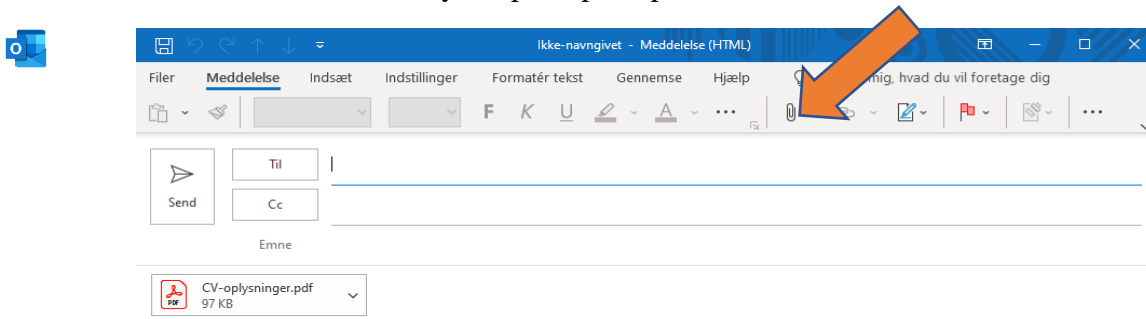 Ikke-navngivet - Meddelelse (HTML)
Filer Meddelelse Indsæt Indstillinger Formatér tekst Gennemse Hjælp mig, hvad du vil foretage dig
F K U A
Til
Send
Cc
Emne
CV-oplysninger.pdf
PDF 97 KB